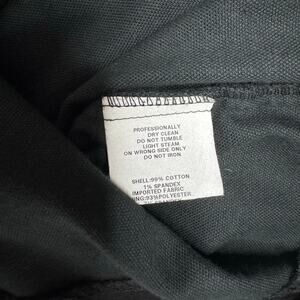 PROFESSIONALLY
DRY CLEAN
DO NOT TUMBLE
LIGHT STEAM
ON WRONG SIDE ONLY
DO NOT IRON
SHELL:99% COTTON
1% SPANDEX
IMPORTED FABRIC
NG:93%POLYESTER